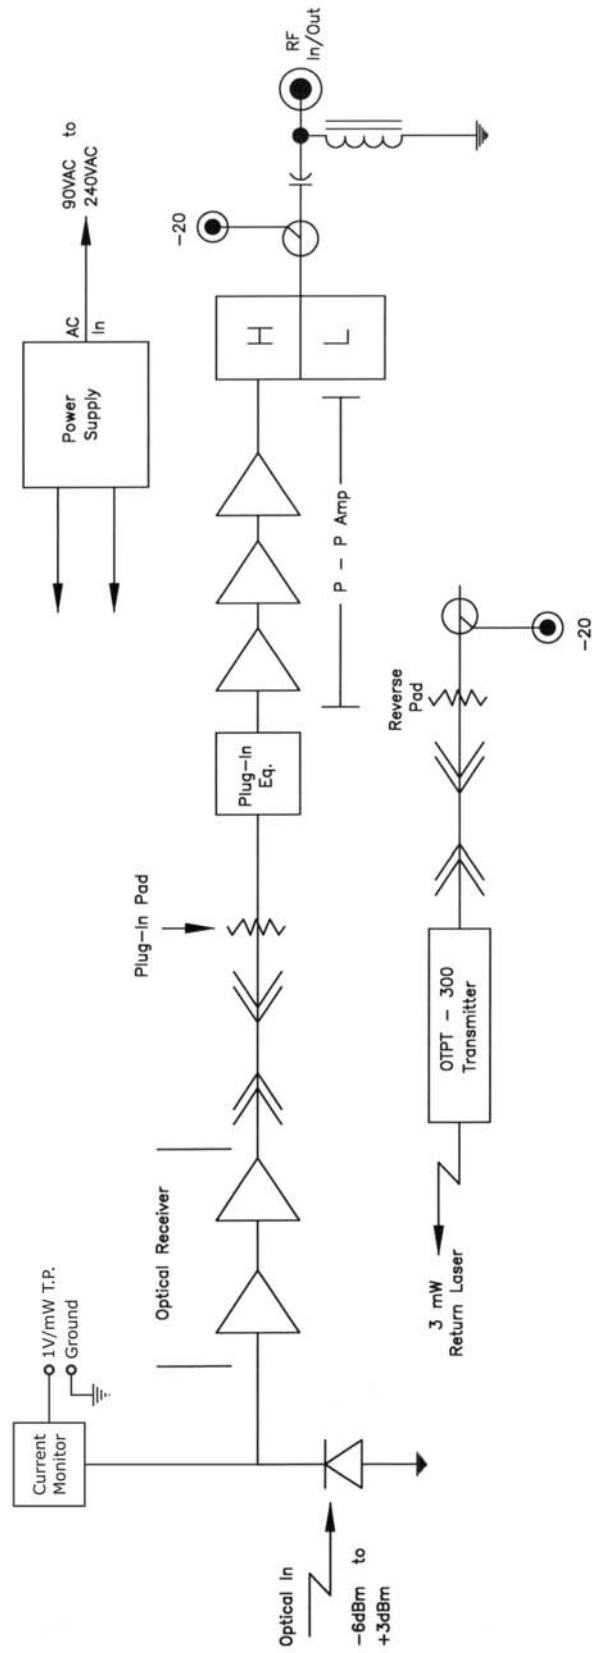 Current
Monitor
1V/mW T.P.
Ground
Optical In
-6dBm to
+3dBm
Optical Receiver
Plug-In Pad
Plug-In
Eq.
P - P Amp
H
L
-20
RF
In/Out
Power
Supply
AC
In
90VAC to
240VAC
3 mW
Return Laser
OTPT - 300
Transmitter
Reverse
Pad
-20